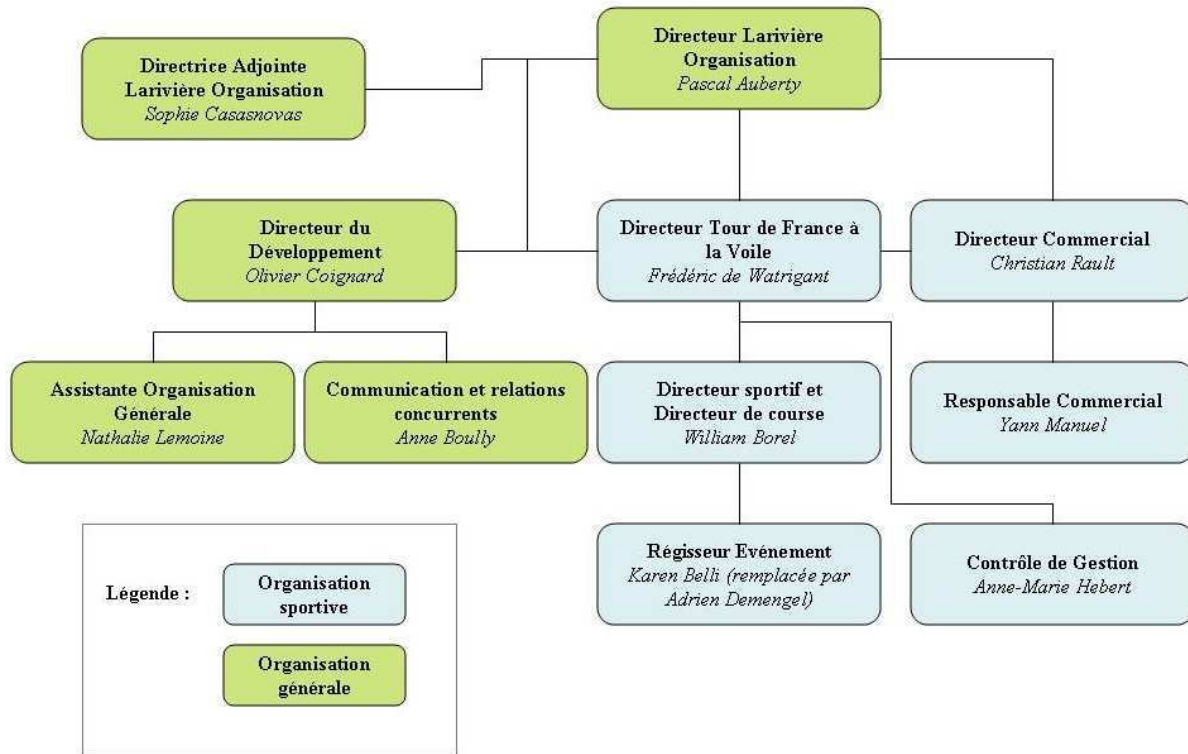 Directeur Larivière
Organisation
Pascal Auberty
Directrice Adjointe
Larivière Organisation
Sophie Casasnovas
Directeur du
Développement
Olivier Coignard
Directeur Tour de France à
la Voile
Frédéric de Watrigant
Directeur Commercial
Christian Rault
Assistante Organisation
Générale
Nathalie Lemoine
Communication et relations
concurrents
Anne Boully
Directeur sportif et
Directeur de course
William Borel
Responsable Commercial
Yann Manuel
Régisseur Evénement
Karen Belli (remplacée par
Adrien Demengel)
Contrôle de Gestion
Anne-Marie Hebert
Légende :
Organisation
sportive
Organisation
générale